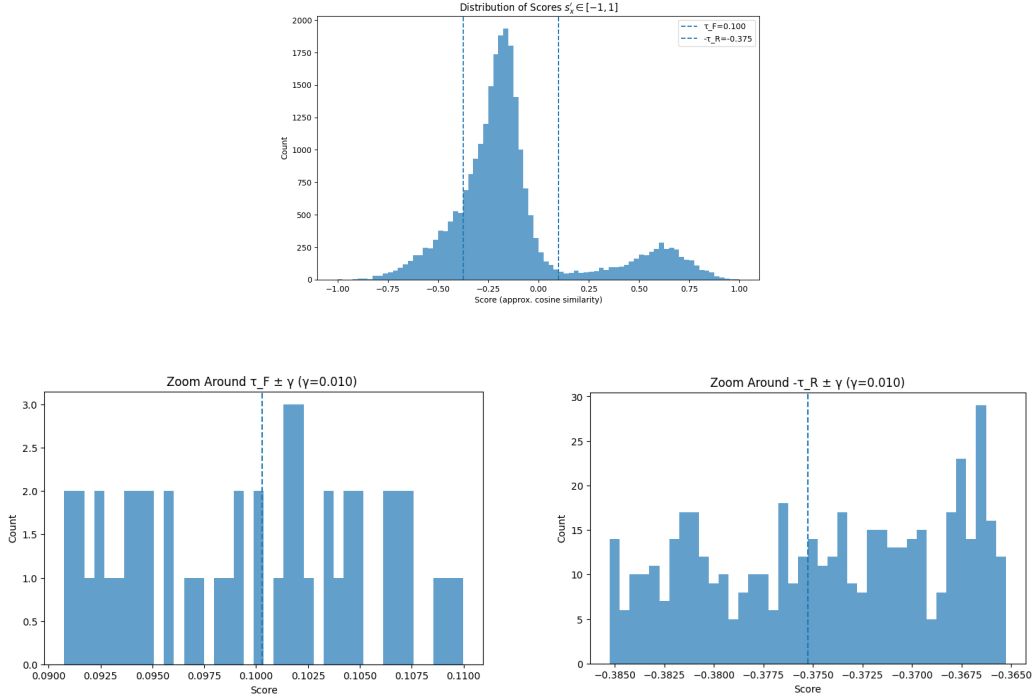 Distribution of Scores s′ₓ ∈ [−1, 1]
τ_F=0.100
-τ_R=-0.375
Count
2000
1750
1500
1250
1000
750
500
250
0
−1.00 −0.75 −0.50 −0.25 0.00 0.25 0.50 0.75 1.00
Score (approx. cosine similarity)
Zoom Around τ_F ± γ (γ=0.010)
Count
3.0
2.5
2.0
1.5
1.0
0.5
0.0
0.0900 0.0925 0.0950 0.0975 0.1000 0.1025 0.1050 0.1075 0.1100
Score
Zoom Around -τ_R ± γ (γ=0.010)
Count
30
25
20
15
10
5
0
−0.3850 −0.3825 −0.3800 −0.3775 −0.3750 −0.3725 −0.3700 −0.3675 −0.3650
Score